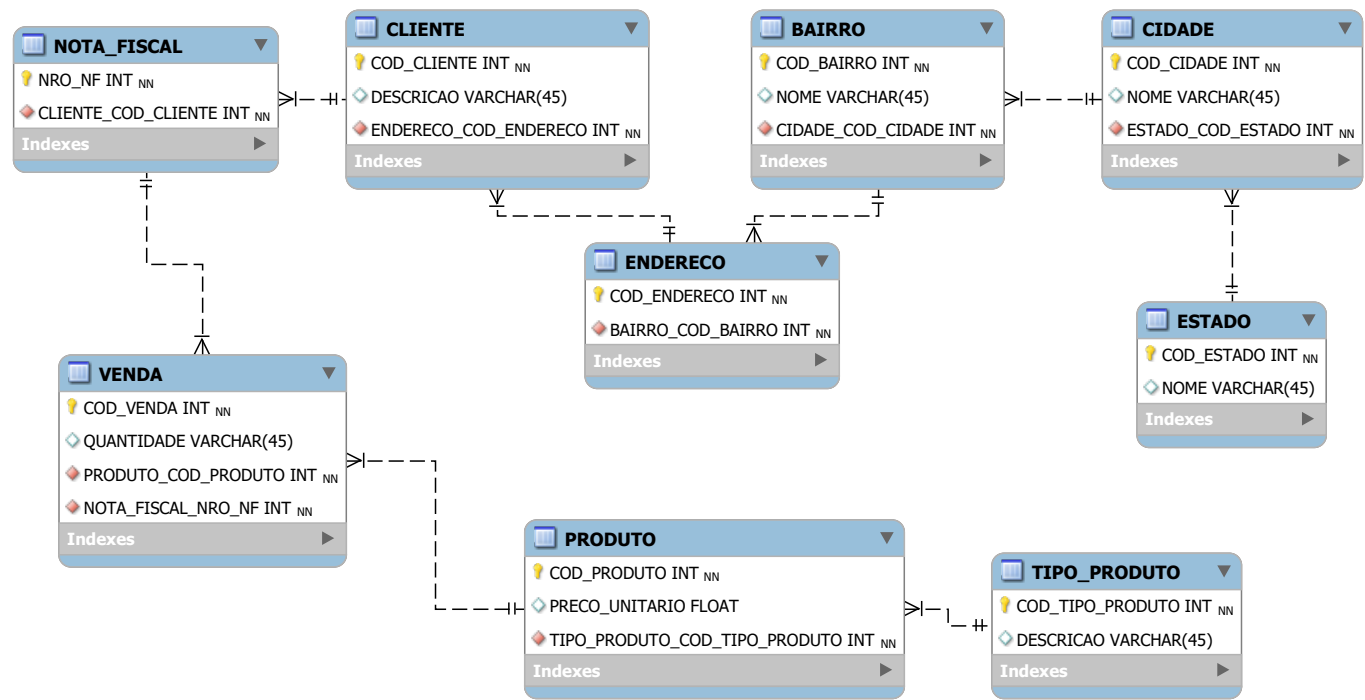 NOTA_FISCAL
NRO_NF INT NN
CLIENTE_COD_CLIENTE INT NN
Indexes
CLIENTE
COD_CLIENTE INT NN
DESCRICAO VARCHAR(45)
ENDERECO_COD_ENDERECO INT NN
Indexes
BAIRRO
COD_BAIRRO INT NN
NOME VARCHAR(45)
CIDADE_COD_CIDADE INT NN
Indexes
CIDADE
COD_CIDADE INT NN
NOME VARCHAR(45)
ESTADO_COD_ESTADO INT NN
Indexes
ENDERECO
COD_ENDERECO INT NN
BAIRRO_COD_BAIRRO INT NN
Indexes
ESTADO
COD_ESTADO INT NN
NOME VARCHAR(45)
Indexes
VENDA
COD_VENDA INT NN
QUANTIDADE VARCHAR(45)
PRODUTO_COD_PRODUTO INT NN
NOTA_FISCAL_NRO_NF INT NN
Indexes
PRODUTO
COD_PRODUTO INT NN
PRECO_UNITARIO FLOAT
TIPO_PRODUTO_COD_TIPO_PRODUTO INT NN
Indexes
TIPO_PRODUTO
COD_TIPO_PRODUTO INT NN
DESCRICAO VARCHAR(45)
Indexes